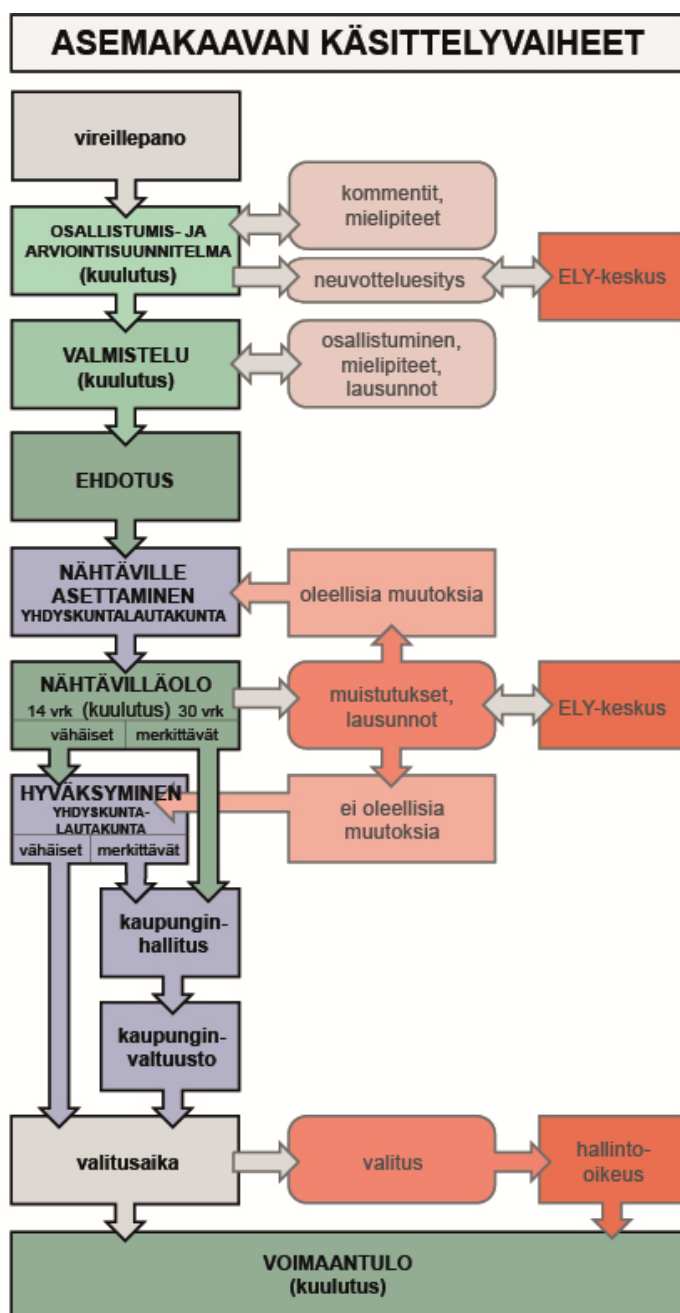 ASEMAKAAVAN KÄSITTELYVAIHEET
vireillepano
OSALLISTUMIS- JA
ARVIOINTISUUNNITELMA
(kuulutus)
kommentit,
mielipiteet
neuvotteluesitys
ELY-keskus
VALMISTELU
(kuulutus)
osallistuminen,
mielipiteet,
lausunnot
EHDOTUS
NÄHTÄVILLE
ASETTAMINEN
YHDYSKUNTALAUTAKUNTA
oleellisia muutoksia
NÄHTÄVILLÄOLO
14 vrk (kuulutus) 30 vrk
vähäiset merkittävät
muistutukset,
lausunnot
ELY-keskus
HYVÄKSYMINEN
YHDYSKUNTA-
LAUTAKUNTA
vähäiset merkittävät
ei oleellisia
muutoksia
kaupungin-
hallitus
kaupungin-
valtuusto
valitusaika
valitus
hallinto-
oikeus
VOIMAANTULO
(kuulutus)